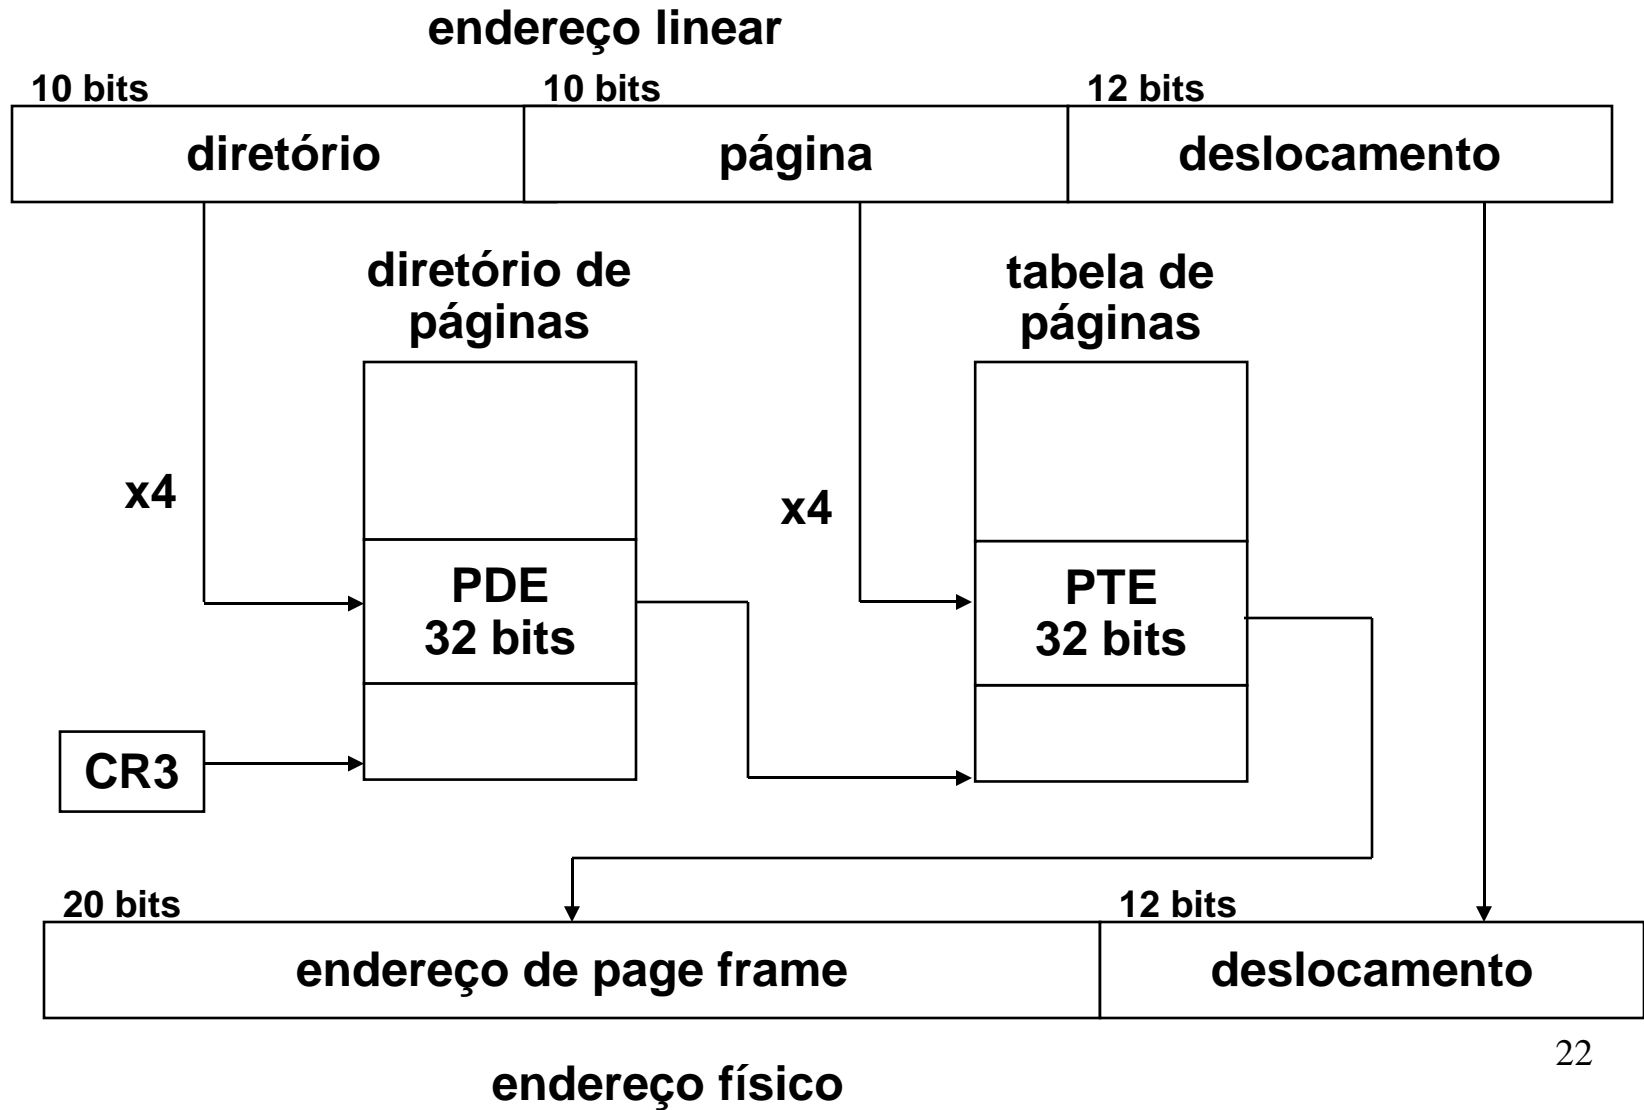 endereço linear
10 bits
10 bits
12 bits
diretório
página
deslocamento
diretório de
páginas
tabela de
páginas
x4
x4
PDE
32 bits
PTE
32 bits
CR3
20 bits
12 bits
endereço de page frame
deslocamento
endereço físico
22